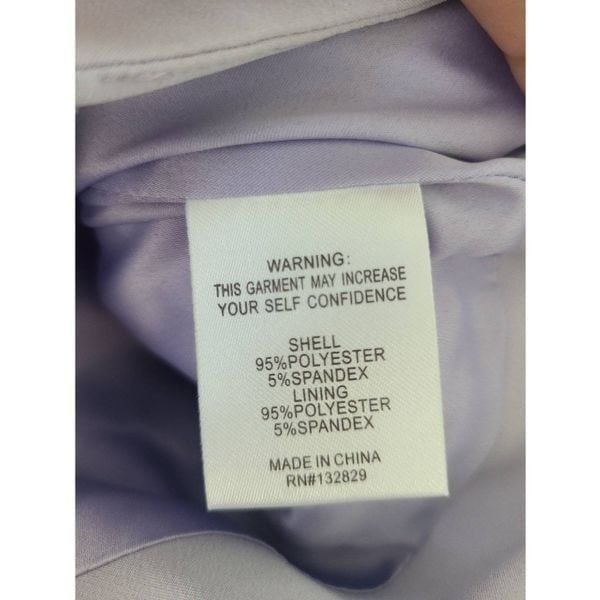 WARNING:
THIS GARMENT MAY INCREASE
YOUR SELF CONFIDENCE
SHELL
95%POLYESTER
5%SPANDEX
LINING
95%POLYESTER
5%SPANDEX
MADE IN CHINA
RN#132829